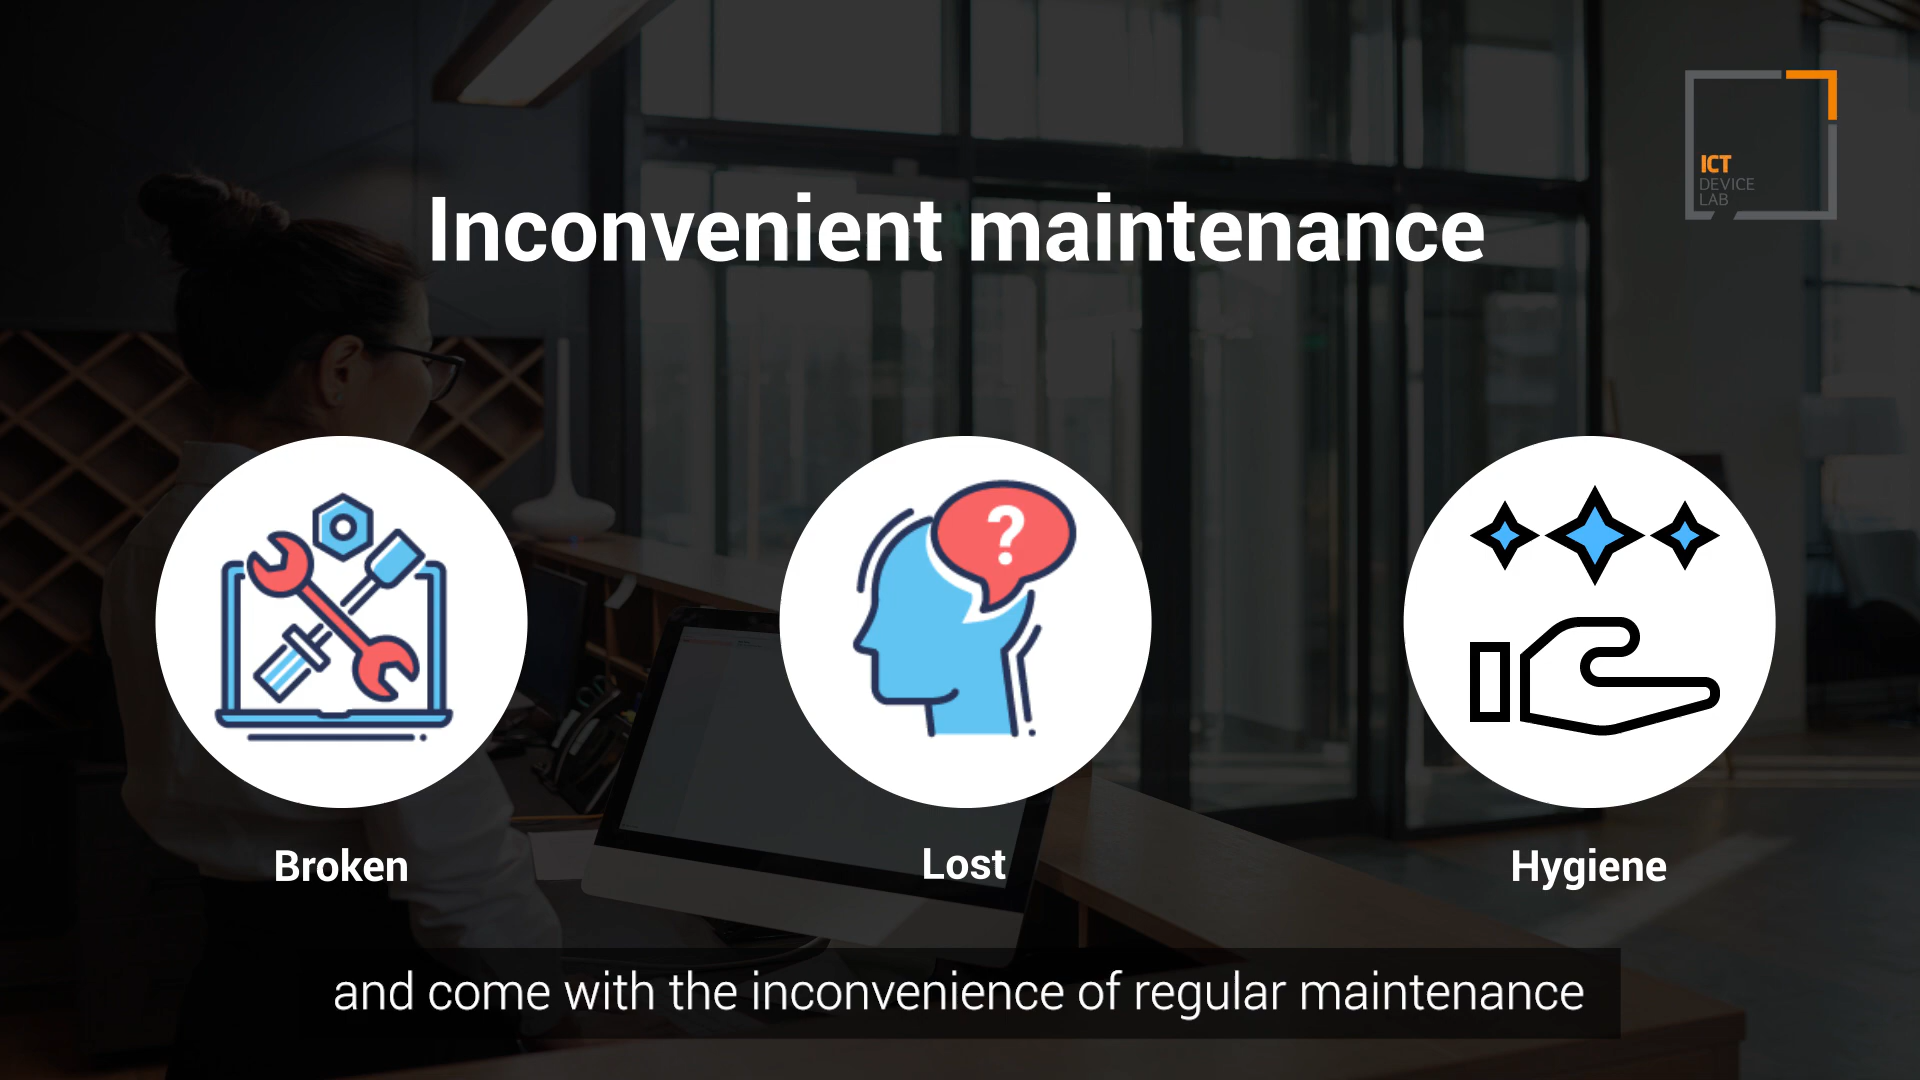 ICT
DEVICE
LAB
Inconvenient maintenance
?
Broken
Lost
Hygiene
and come with the inconvenience of regular maintenance